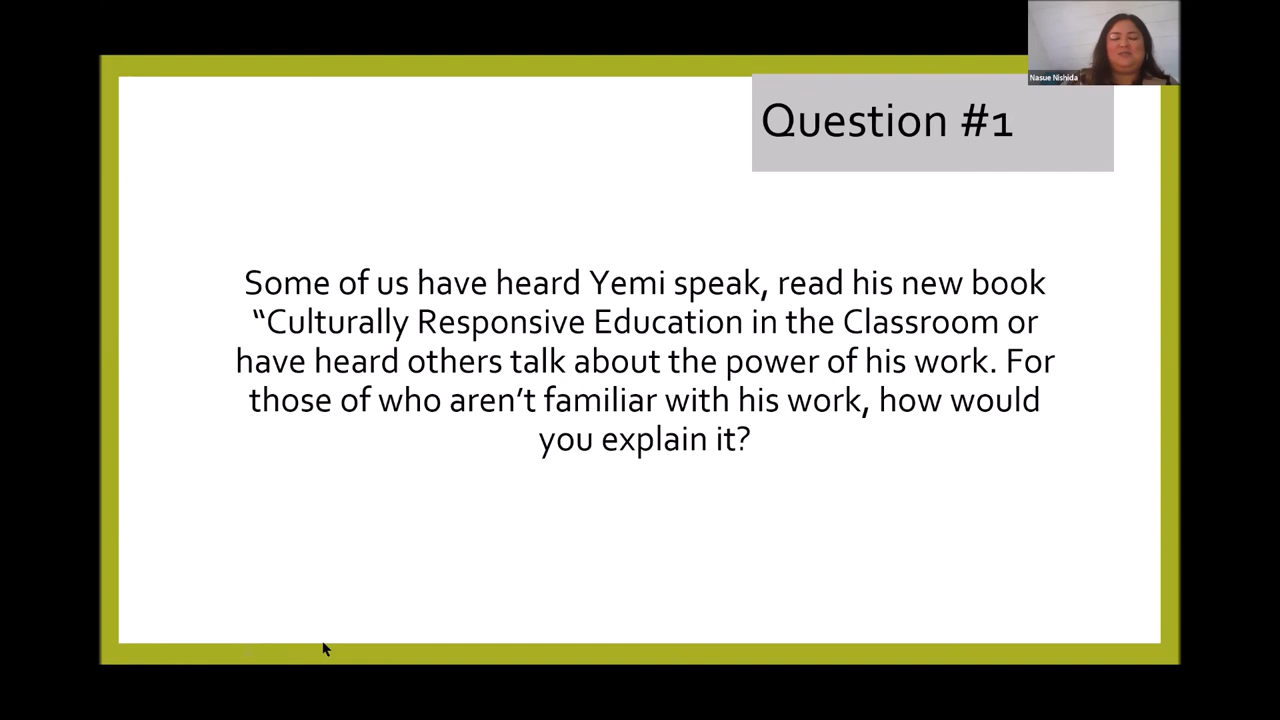 Nasue Nishida
Question #1
Some of us have heard Yemi speak, read his new book
“Culturally Responsive Education in the Classroom or
have heard others talk about the power of his work. For
those of who aren’t familiar with his work, how would
you explain it?